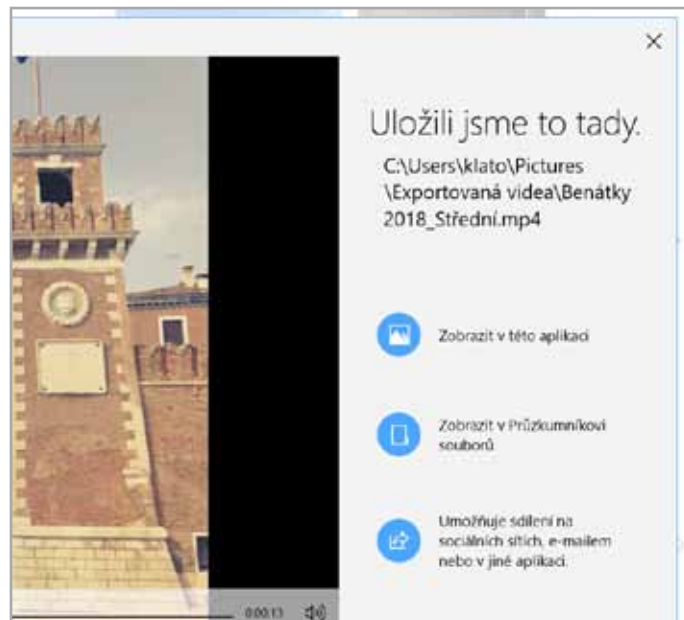 Uložili jsme to tady.
C:\Users\klato\Pictures
\Exportovaná videa\Benátky
2018_Střední.mp4
Zobrazit v této aplikaci
Zobrazit v Průzkumníkovi
souborů
Umožňuje sdílení na
sociálních sítích, e-mailem
nebo v jiné aplikaci.
0:00:13